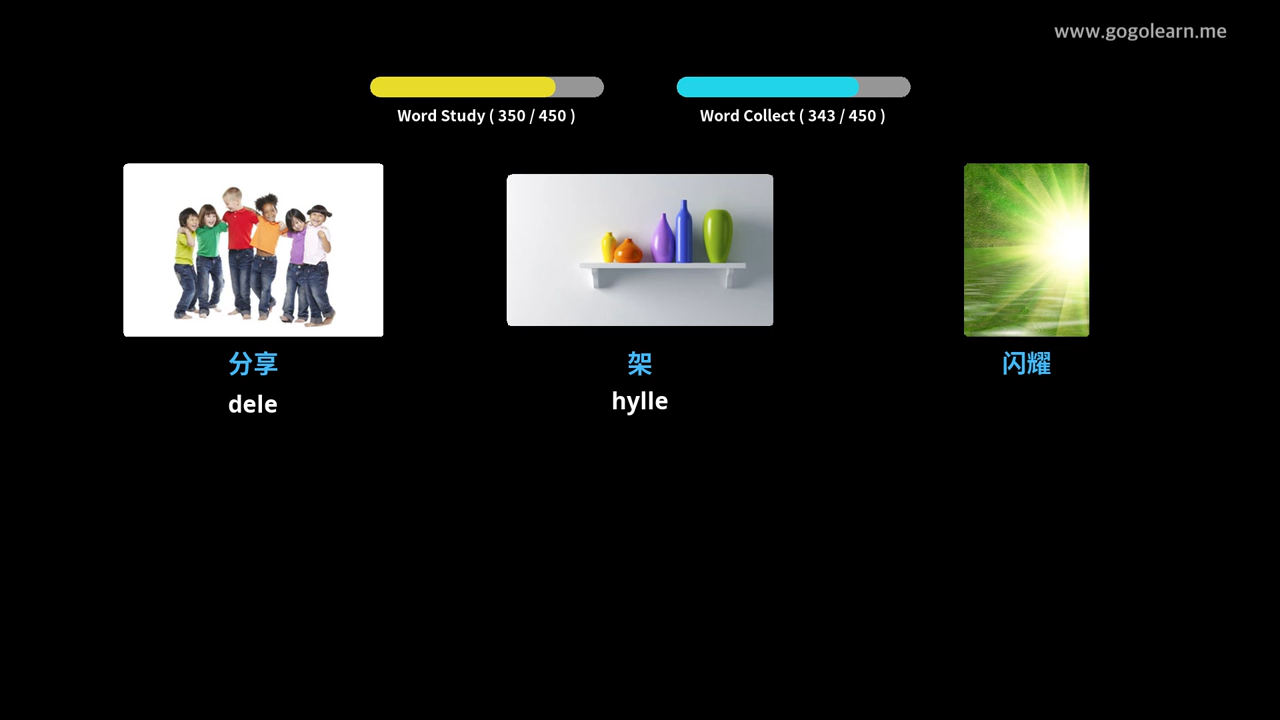 www.gogolearn.me
Word Study ( 350 / 450 )
Word Collect ( 343 / 450 )
分享
架
闪耀
dele
hylle